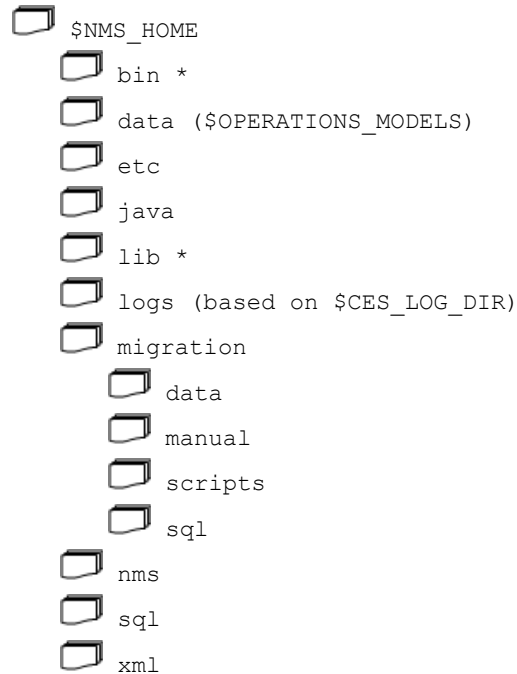 $NMS_HOME
bin *
data ($OPERATIONS_MODELS)
etc
java
lib *
logs (based on $CES_LOG_DIR)
migration
data
manual
scripts
sql
nms
sql
xml